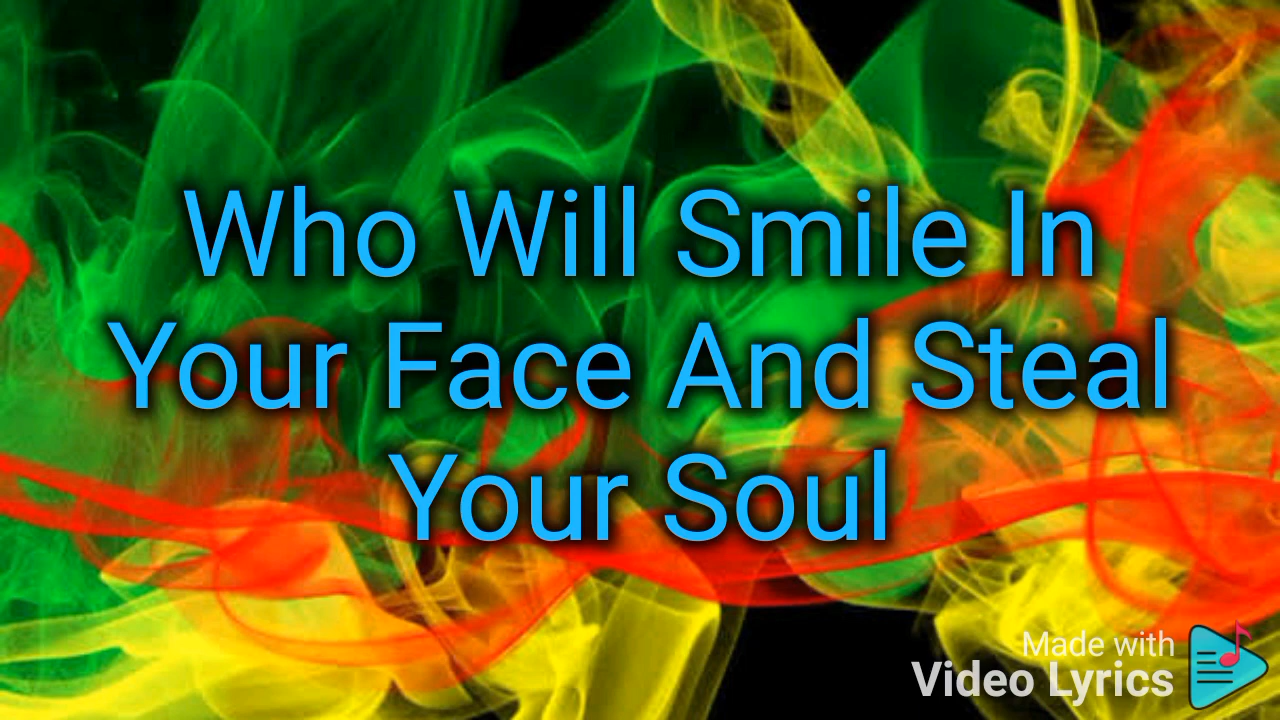 Who Will Smile In
Your Face And Steal
Your Soul
Made with
Video Lyrics